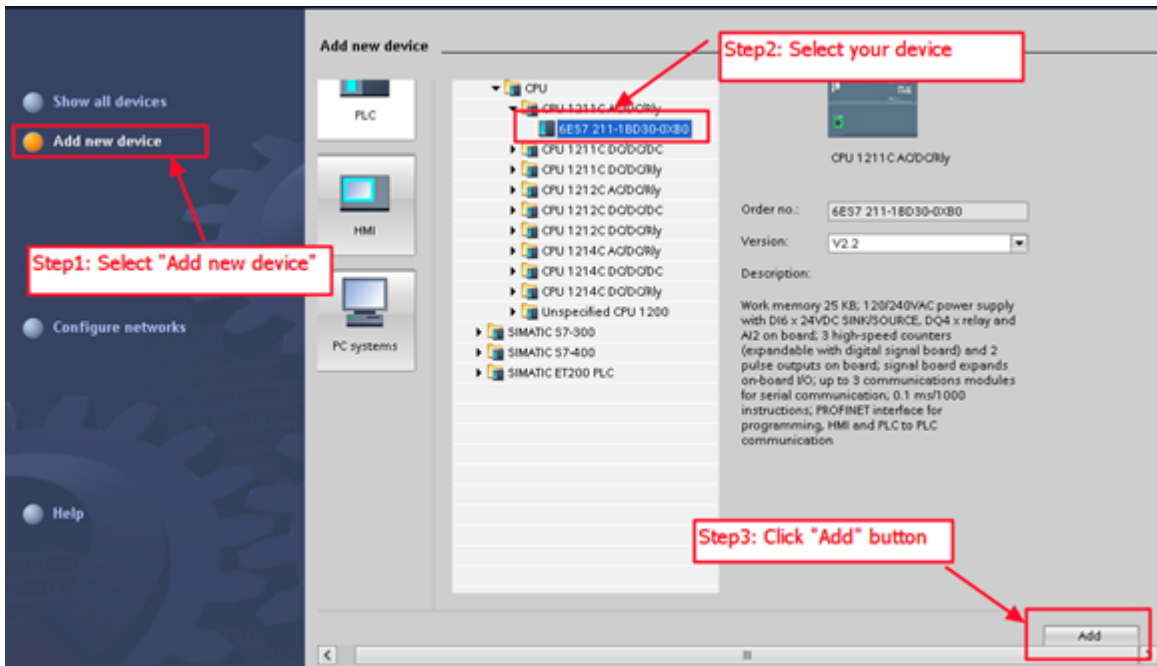 Add new device
Step2: Select your device
Show all devices
Add new device
Step1: Select "Add new device"
Configure networks
Help
PLC
HMI
PC systems
CPU
CPU 1211C AC/DC/Rly
6ES7 211-1BD30-0XB0
CPU 1211C DC/DC/DC
CPU 1211C DC/DC/Rly
CPU 1212C AC/DC/Rly
CPU 1212C DC/DC/DC
CPU 1212C DC/DC/Rly
CPU 1214C AC/DC/Rly
CPU 1214C DC/DC/DC
CPU 1214C DC/DC/Rly
Unspecified CPU 1200
SIMATIC S7-300
SIMATIC S7-400
SIMATIC ET200 PLC
CPU 1211C AC/DC/Rly
Order no.: 6ES7 211-1BD30-0XB0
Version: V2.2
Description:
Work memory 25 KB; 120/240VAC power supply
with DI6 x 24VDC SINK/SOURCE, DQ4 x relay and
AI2 on board; 3 high-speed counters
(expandable with digital signal board) and 2
pulse outputs on board; signal board expands
on-board I/O; up to 3 communications modules
for serial communication; 0.1 ms/1000
instructions; PROFINET interface for
programming, HMI and PLC to PLC
communication
Step3: Click "Add" button
Add